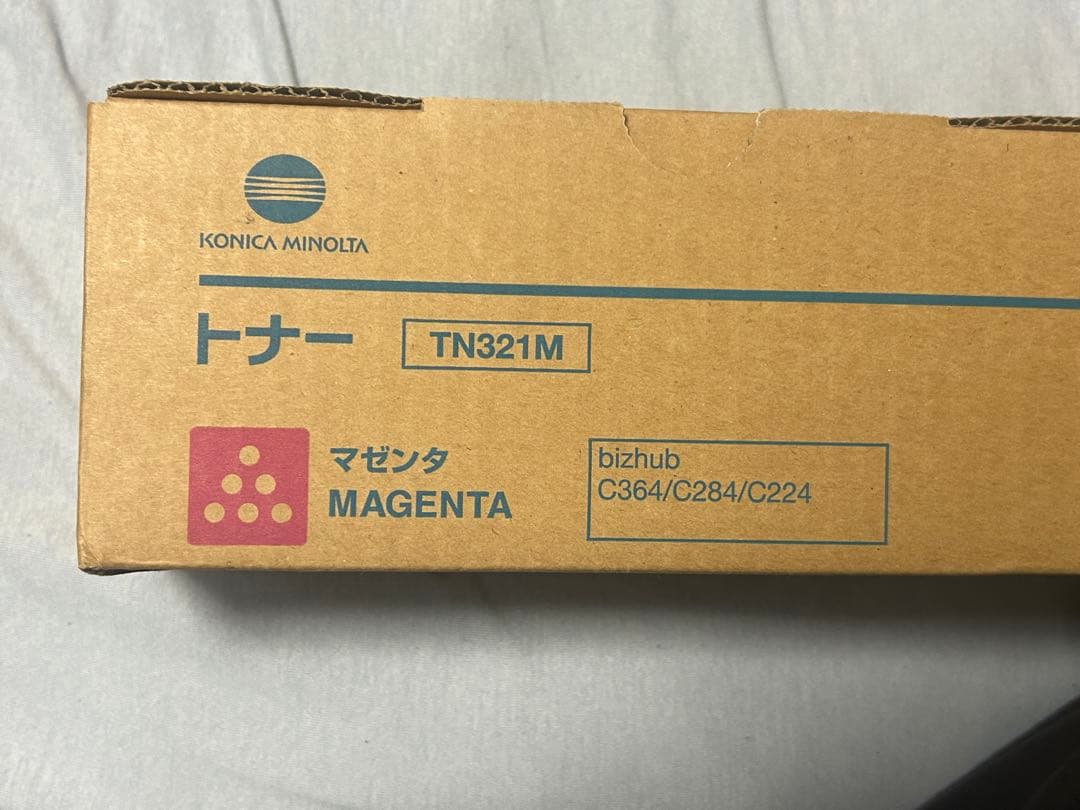 KONICA MINOLTA
トナー TN321M
マゼンタ
MAGENTA
bizhub
C364/C284/C224